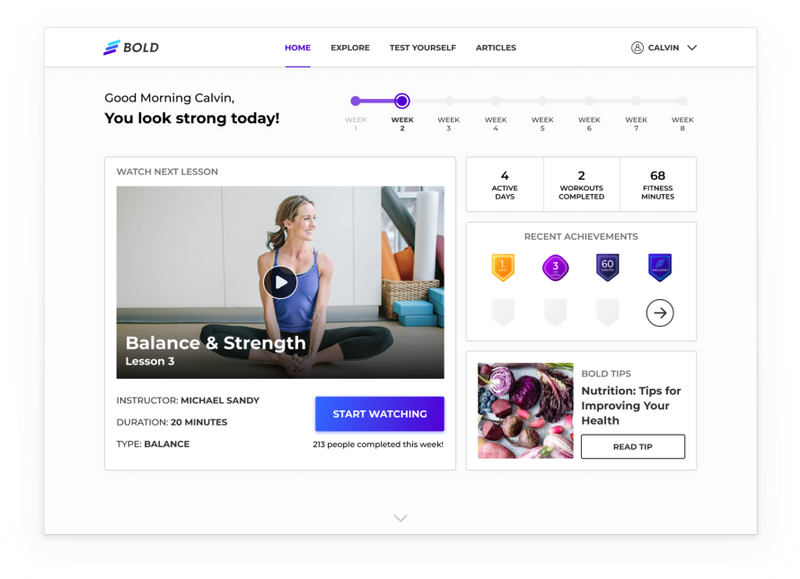 BOLD
HOME EXPLORE TEST YOURSELF ARTICLES
CALVIN
Good Morning Calvin,
You look strong today!
WEEK 1
WEEK 2
WEEK 3
WEEK 4
WEEK 5
WEEK 6
WEEK 7
WEEK 8
WATCH NEXT LESSON
Balance & Strength
Lesson 3
INSTRUCTOR: MICHAEL SANDY
DURATION: 20 MINUTES
TYPE: BALANCE
START WATCHING
213 people completed this week!
4
ACTIVE
DAYS
2
WORKOUTS
COMPLETED
68
FITNESS
MINUTES
RECENT ACHIEVEMENTS
1
3
60
MINUTES
BOLD TIPS
Nutrition: Tips for
Improving Your
Health
READ TIP